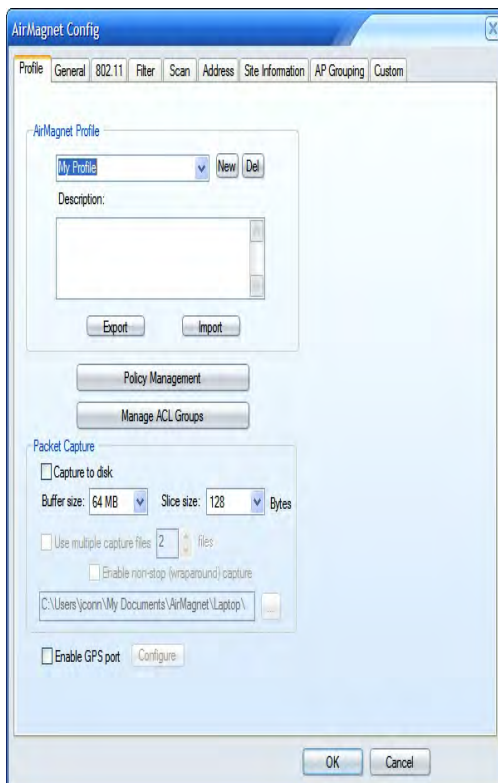 AirMagnet Config
Profile General 802.11 Filter Scan Address Site Information AP Grouping Custom
AirMagnet Profile
My Profile New Del
Description:
Export Import
Policy Management
Manage ACL Groups
Packet Capture
Capture to disk
Buffer size: 64 MB Slice size: 128 Bytes
Use multiple capture files 2 files
Enable non-stop (wraparound) capture
C:\Users\jconn\My Documents\AirMagnet\Laptop\ ...
Enable GPS port Configure
OK Cancel